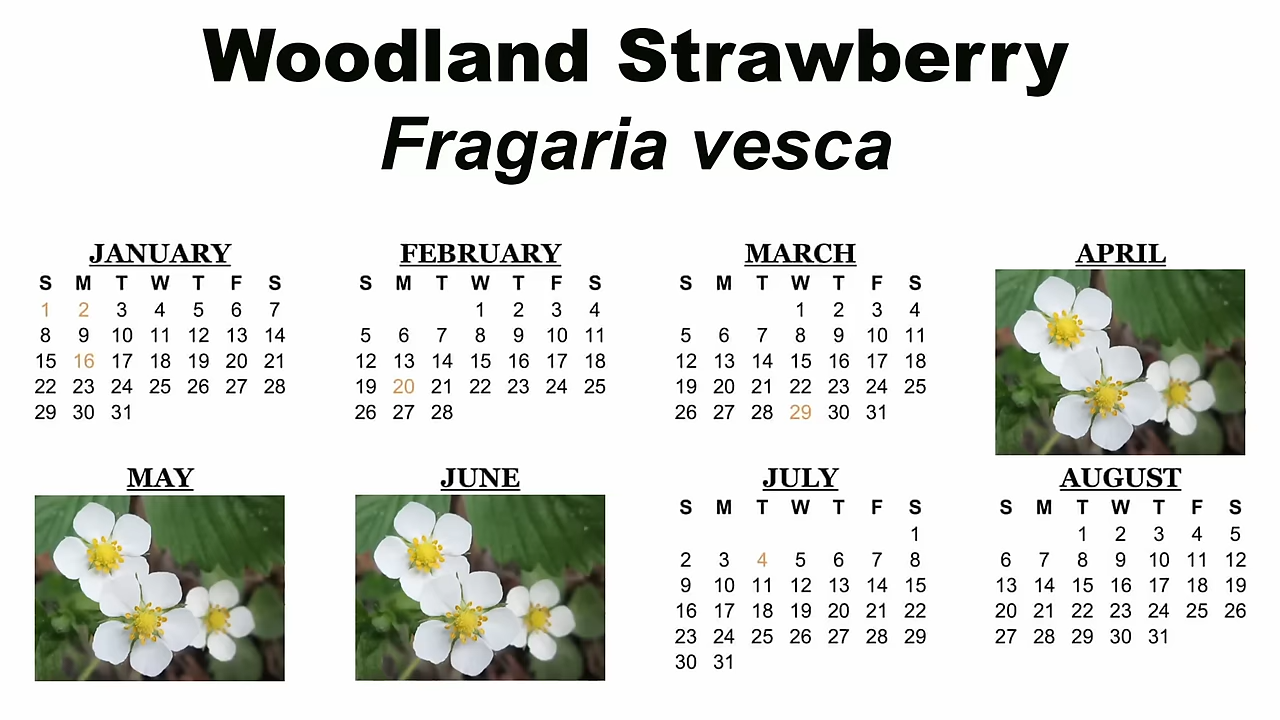 Woodland Strawberry
Fragaria vesca
JANUARY
S M T W T F S
1 2 3 4 5 6 7
8 9 10 11 12 13 14
15 16 17 18 19 20 21
22 23 24 25 26 27 28
29 30 31
FEBRUARY
S M T W T F S
1 2 3 4
5 6 7 8 9 10 11
12 13 14 15 16 17 18
19 20 21 22 23 24 25
26 27 28
MARCH
S M T W T F S
1 2 3 4
5 6 7 8 9 10 11
12 13 14 15 16 17 18
19 20 21 22 23 24 25
26 27 28 29 30 31
APRIL
MAY
JUNE
JULY
S M T W T F S
1
2 3 4 5 6 7 8
9 10 11 12 13 14 15
16 17 18 19 20 21 22
23 24 25 26 27 28 29
30 31
AUGUST
S M T W T F S
1 2 3 4 5
6 7 8 9 10 11 12
13 14 15 16 17 18 19
20 21 22 23 24 25 26
27 28 29 30 31